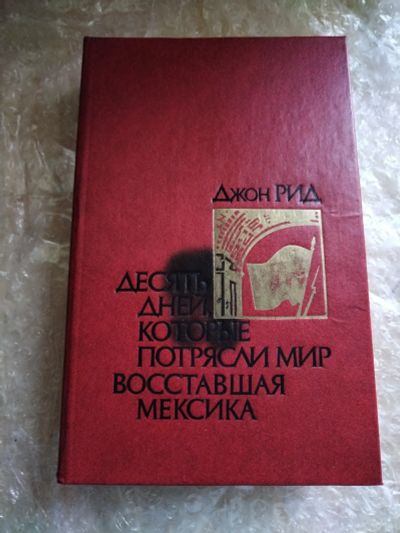 ДЖОН РИД
ДЕСЯТЬ
ДНЕЙ,
КОТОРЫЕ
ПОТРЯСЛИ МИР
ВОССТАВШАЯ
МЕКСИКА